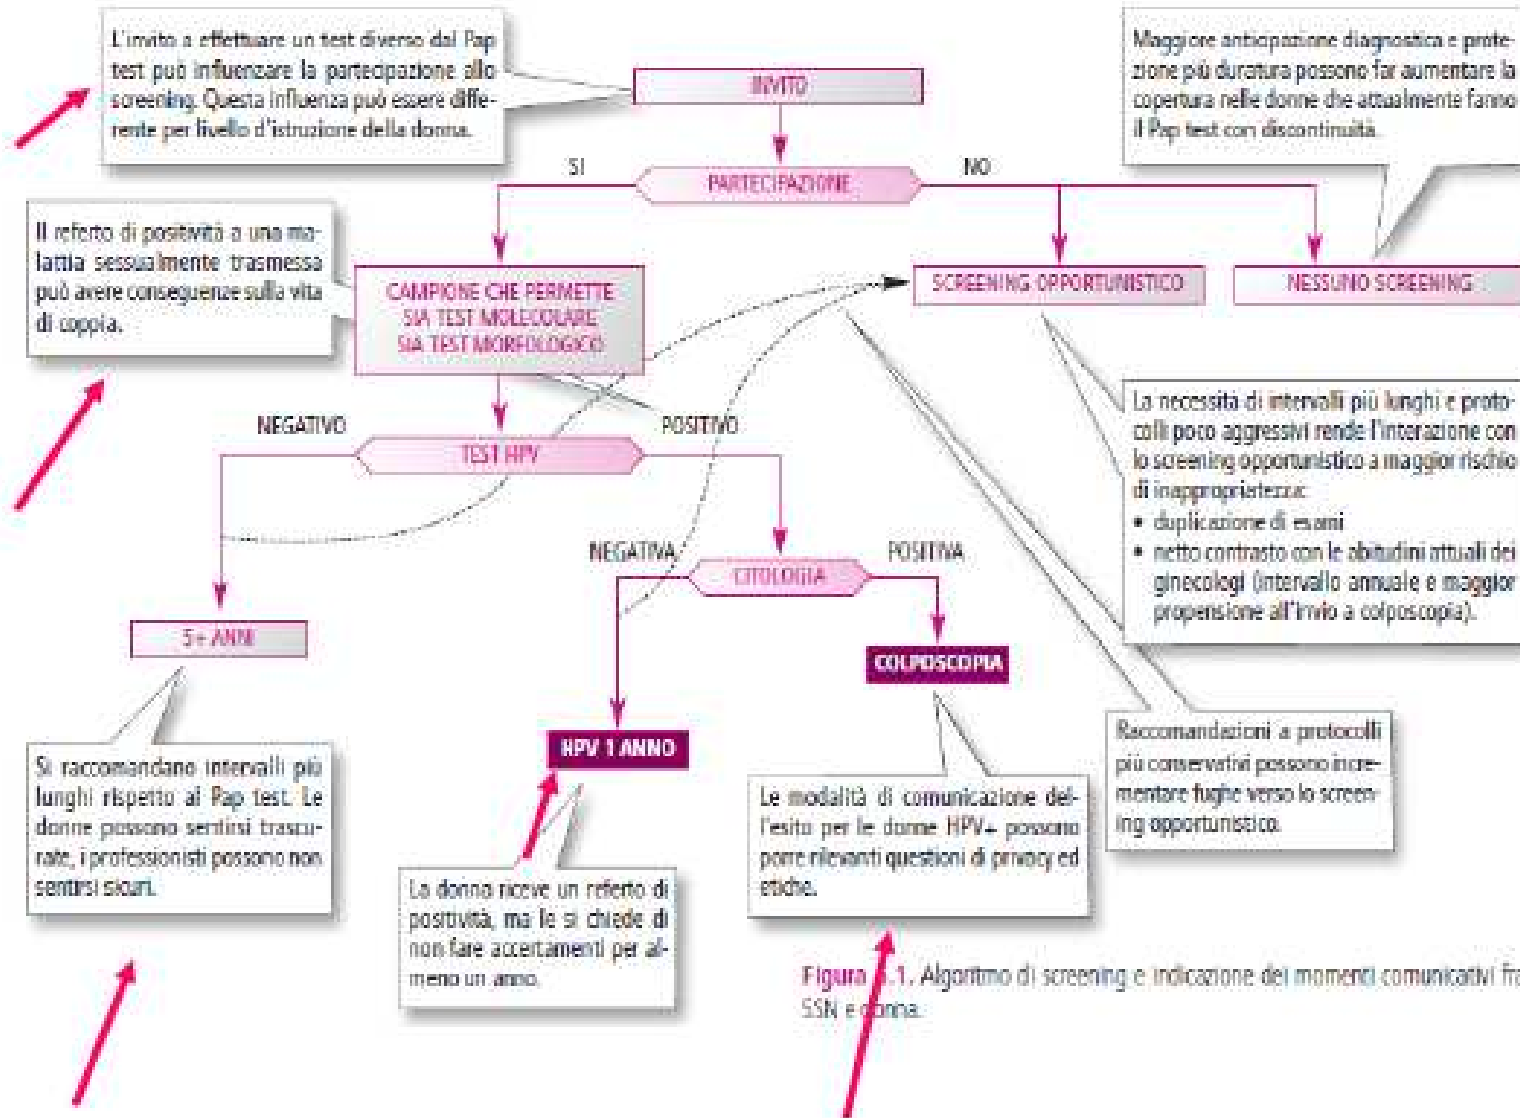 L'invito a effettuare un test diverso dal Pap
test può influenzare la partecipazione allo
screening. Questa influenza può essere diffe-
rente per livello d'istruzione della donna.
INVITO
Maggiore anticipazione diagnostica e prote-
zione più duratura possono far aumentare la
copertura nelle donne che attualmente fanno
il Pap test con discontinuità.
SI
PARTECIPAZIONE
NO
Il referto di positività a una ma-
lattia sessualmente trasmessa
può avere conseguenze sulla vita
di coppia.
CAMPIONE CHE PERMETTE
SIA TEST MOLECOLARE
SIA TEST MORFOLOGICO
SCREENING OPPORTUNISTICO
NESSUNO SCREENING
La necessità di intervalli più lunghi e proto-
colli poco aggressivi rende l'interazione con
lo screening opportunistico a maggior rischio
di inappropriatezza:
• duplicazione di esami
• netto contrasto con le abitudini attuali dei
ginecologi (intervallo annuale e maggior
propensione all'invio a colposcopia).
NEGATIVO
TEST HPV
POSITIVO
NEGATIVA
CITOLOGIA
POSITIVA
5+ ANNI
COLPOSCOPIA
HPV 1 ANNO
Si raccomandano intervalli più
lunghi rispetto al Pap test. Le
donne possono sentirsi trascu-
rate, i professionisti possono non
sentirsi sicuri.
La donna riceve un referto di
positività, ma le si chiede di
non fare accertamenti per al-
meno un anno.
Le modalità di comunicazione del-
l'esito per le donne HPV+ possono
porre rilevanti questioni di privacy ed
etiche.
Raccomandazioni a protocolli
più conservativi possono incre-
mentare fughe verso lo screen-
ing opportunistico.
Figura .1. Algoritmo di screening e indicazione dei momenti comunicativi fra
SSN e donna.